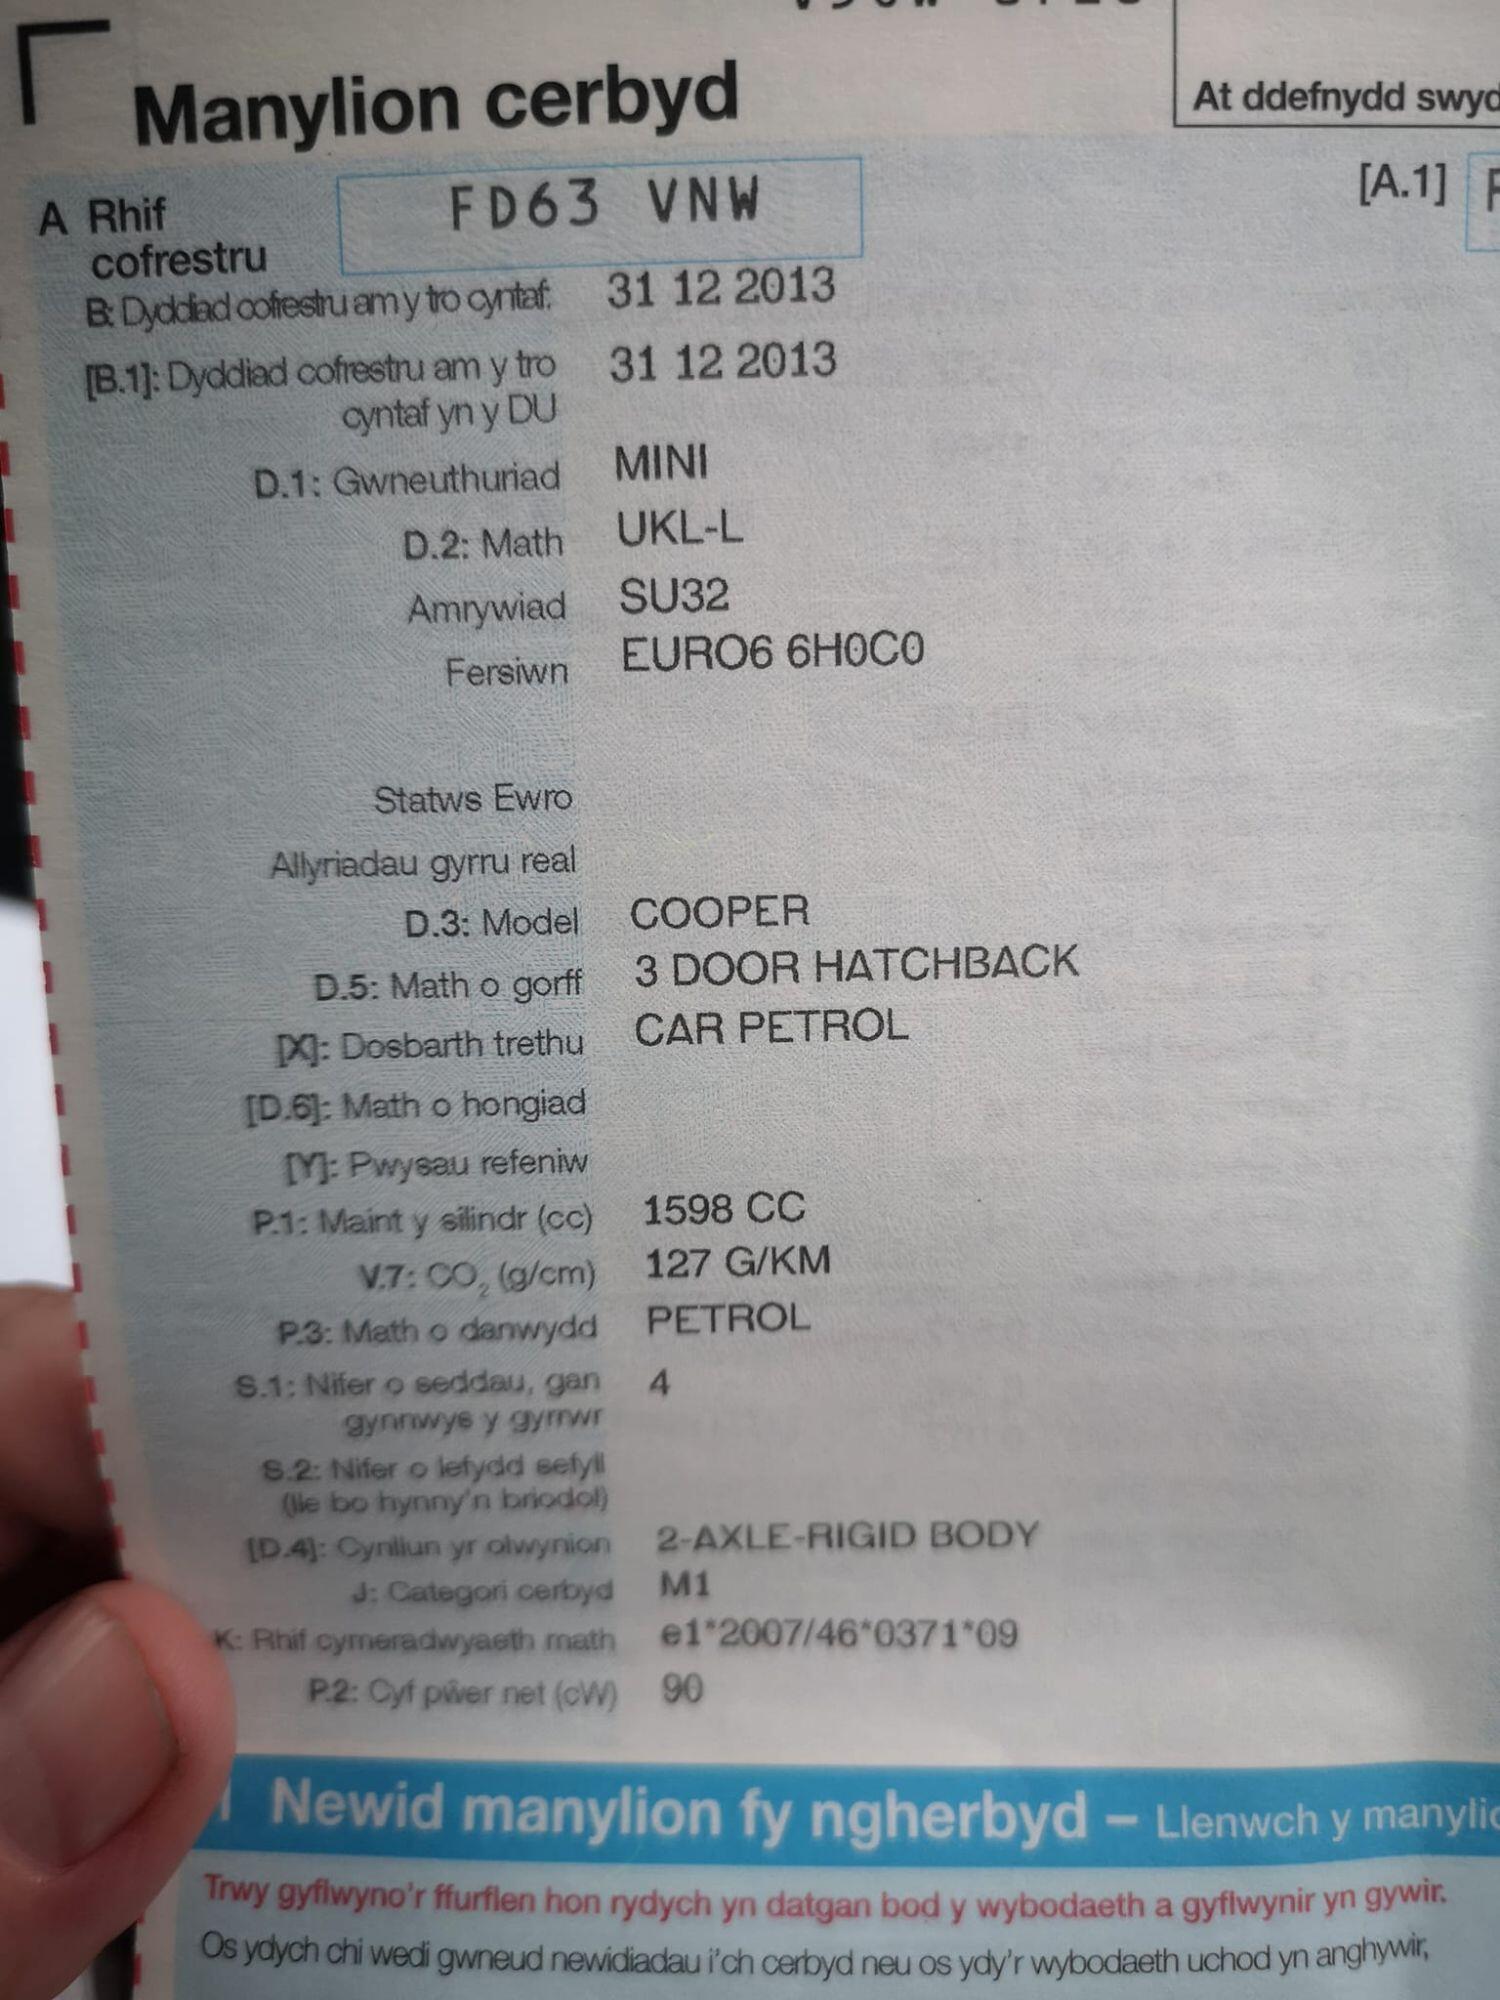 Manylion cerbyd
At ddefnydd
A Rhif cofrestru FD63 VNW
[A.1]
B: Dyddiad cofrestru am y tro cyntaf: 31 12 2013
[B.1]: Dyddiad cofrestru am y tro 31 12 2013
cyntaf yn y DU
D.1: Gwneuthuriad MINI
D.2: Math UKL-L
Amrywiad SU32
Fersiwn EURO6 6H0C0
Statws Ewro
Allyriadau gyrru real
D.3: Model COOPER
D.5: Math o gorff 3 DOOR HATCHBACK
[X]: Dosbarth trethu CAR PETROL
[D.6]: Math o hongiad
[Y]: Pwysau refeniw
P.1: Maint y silindr (cc) 1598 CC
V.7: CO₂ (g/cm) 127 G/KM
P.3: Math o danwydd PETROL
S.1: Nifer o seddau, gan 4
gynnwys y gyrrwr
S.2: Nifer o lefydd sefyll
(lle bo hynny'n briodol)
[D.4]: Cynllun yr olwynion 2-AXLE-RIGID BODY
J: Categori cerbyd M1
K: Rhif cymeradwyaeth math e1*2007/46*0371*09
P.2: Cyf pŵer net (cW) 90
Newid manylion fy ngherbyd – Llenwch y
Trwy gyflwyno'r ffurflen hon rydych yn datgan bod y wybodaeth a gyflwynir yn gywir.
Os ydych chi wedi gwneud newidiadau i'ch cerbyd neu os ydy'r wybodaeth uchod yn anghywir,